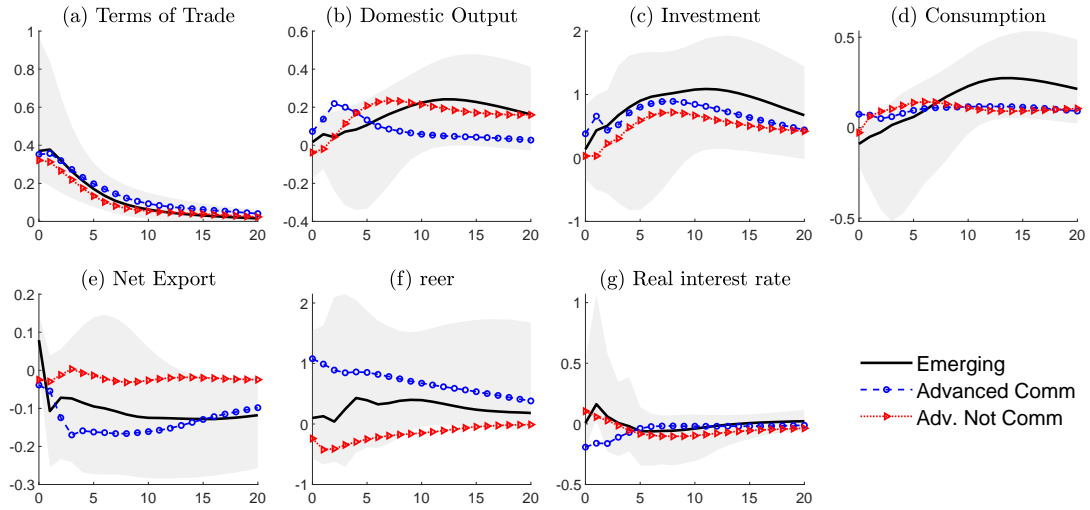 (a) Terms of Trade
1
0.8
0.6
0.4
0.2
0
0 5 10 15 20
(b) Domestic Output
0.6
0.4
0.2
0
-0.2
-0.4
0 5 10 15 20
(c) Investment
2
1
0
-1
0 5 10 15 20
(d) Consumption
0.5
0
-0.5
0 5 10 15 20
(e) Net Export
0.2
0.1
0
-0.1
-0.2
-0.3
0 5 10 15 20
(f) reer
2
1
0
-1
0 5 10 15 20
(g) Real interest rate
1
0.5
0
-0.5
0 5 10 15 20
Emerging
Advanced Comm
Adv. Not Comm